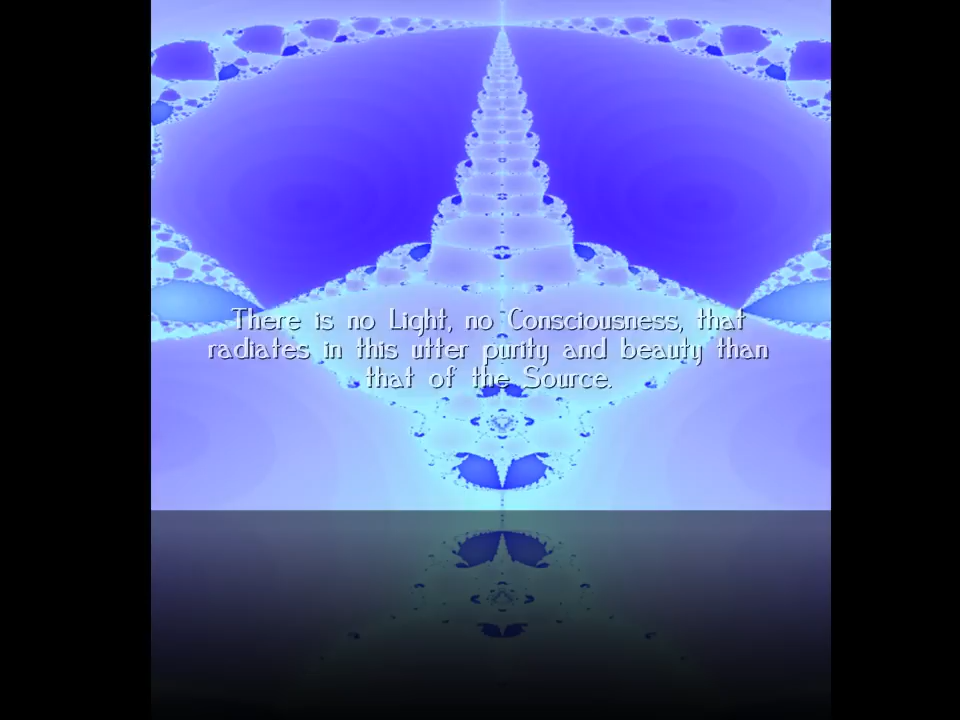 There is no Light, no Consciousness, that
radiates in this utter purity and beauty than
that of the Source.